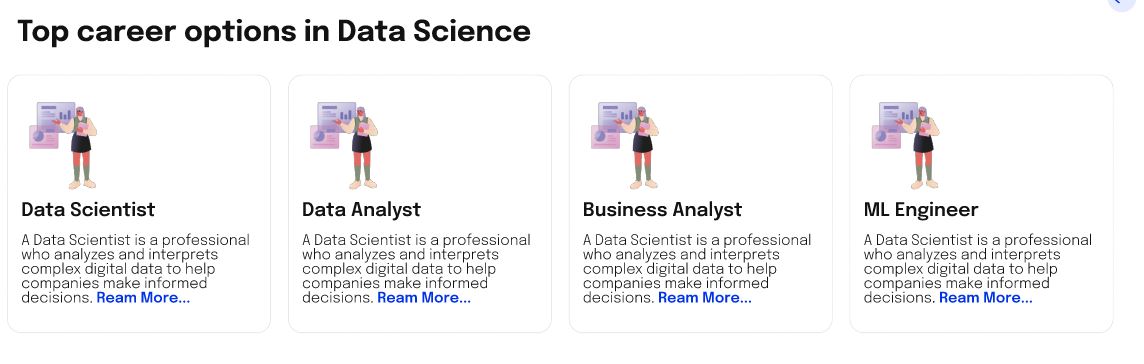 Top career options in Data Science
Data Scientist
A Data Scientist is a professional
who analyzes and interprets
complex digital data to help
companies make informed
decisions. Ream More...
Data Analyst
A Data Scientist is a professional
who analyzes and interprets
complex digital data to help
companies make informed
decisions. Ream More...
Business Analyst
A Data Scientist is a professional
who analyzes and interprets
complex digital data to help
companies make informed
decisions. Ream More...
ML Engineer
A Data Scientist is a professional
who analyzes and interprets
complex digital data to help
companies make informed
decisions. Ream More...